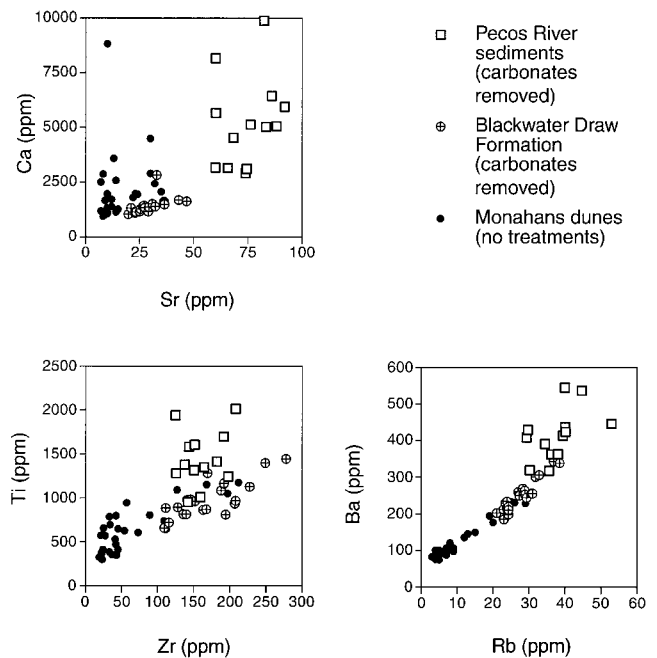 10000
7500
5000
2500
0
Ca (ppm)
0 25 50 75 100
Sr (ppm)
Pecos River
sediments
(carbonates
removed)
Blackwater Draw
Formation
(carbonates
removed)
Monahans dunes
(no treatments)
2500
2000
1500
1000
500
0
Ti (ppm)
0 50 100 150 200 250 300
Zr (ppm)
600
500
400
300
200
100
0
Ba (ppm)
0 10 20 30 40 50 60
Rb (ppm)